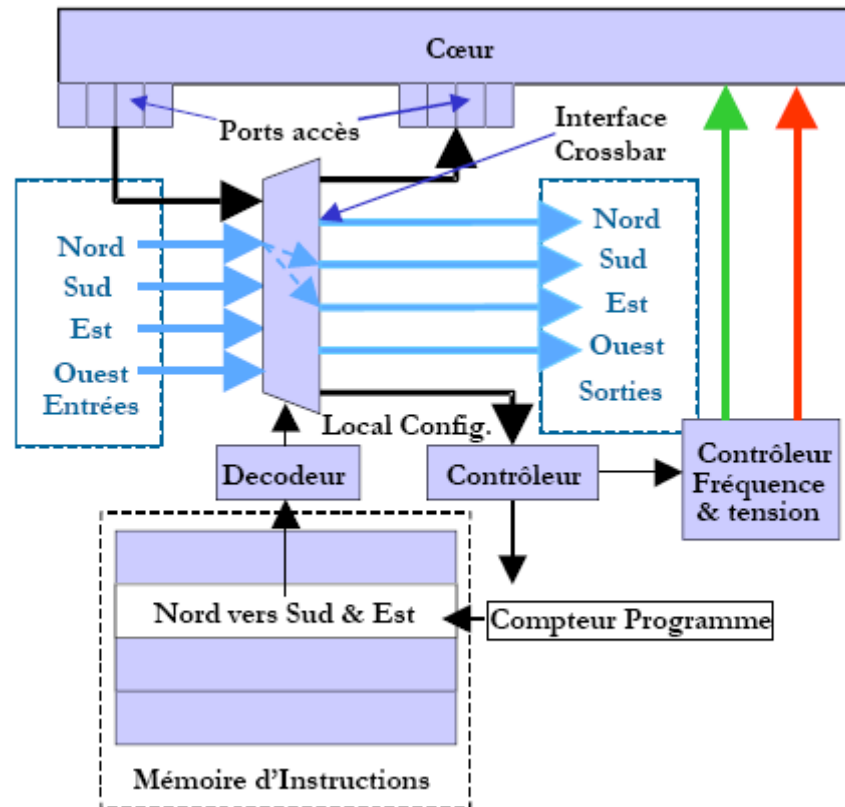 Cœur
Ports accès
Interface
Crossbar
Nord
Sud
Est
Ouest
Entrées
Nord
Sud
Est
Ouest
Sorties
Local Config.
Decodeur
Contrôleur
Contrôleur
Fréquence
& tension
Nord vers Sud & Est
Compteur Programme
Mémoire d'Instructions